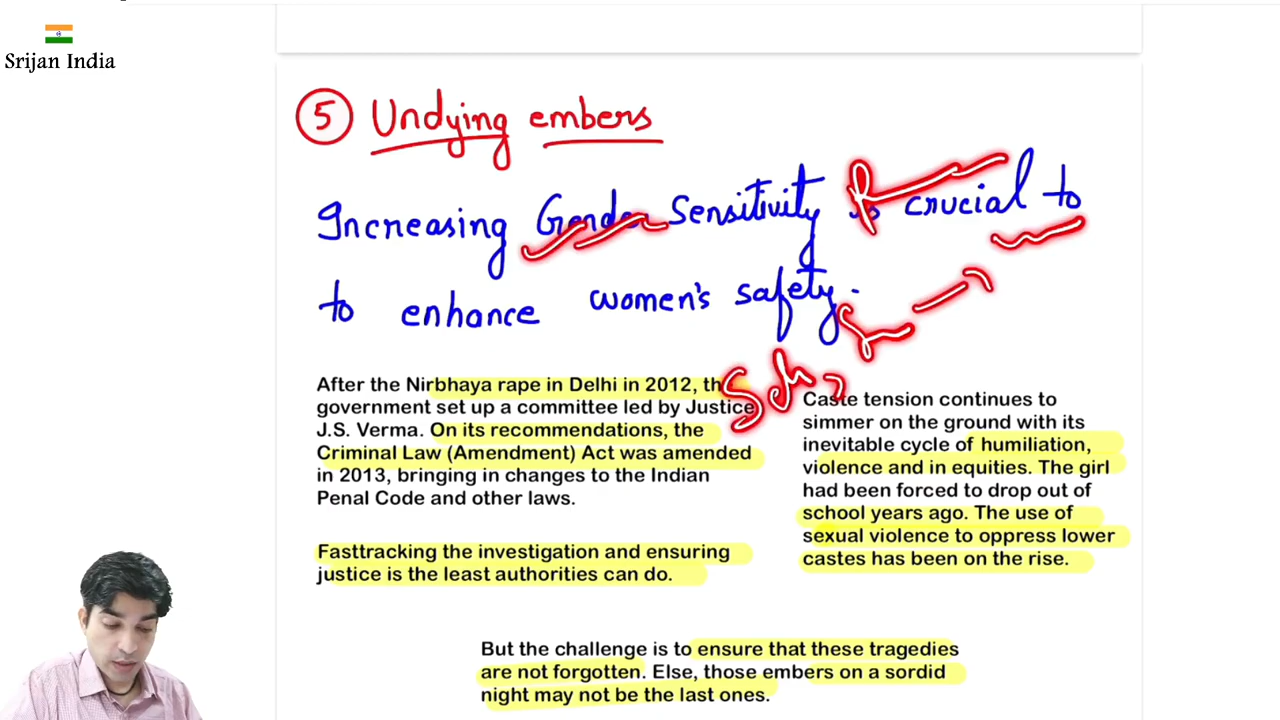 Srijan India
5 Undying embers
Increasing Gender Sensitivity is crucial to
to enhance women's safety.
After the Nirbhaya rape in Delhi in 2012, the
government set up a committee led by Justice
J.S. Verma. On its recommendations, the
Criminal Law (Amendment) Act was amended
in 2013, bringing in changes to the Indian
Penal Code and other laws.
Fasttracking the investigation and ensuring
justice is the least authorities can do.
Caste tension continues to
simmer on the ground with its
inevitable cycle of humiliation,
violence and in equities. The girl
had been forced to drop out of
school years ago. The use of
sexual violence to oppress lower
castes has been on the rise.
But the challenge is to ensure that these tragedies
are not forgotten. Else, those embers on a sordid
night may not be the last ones.